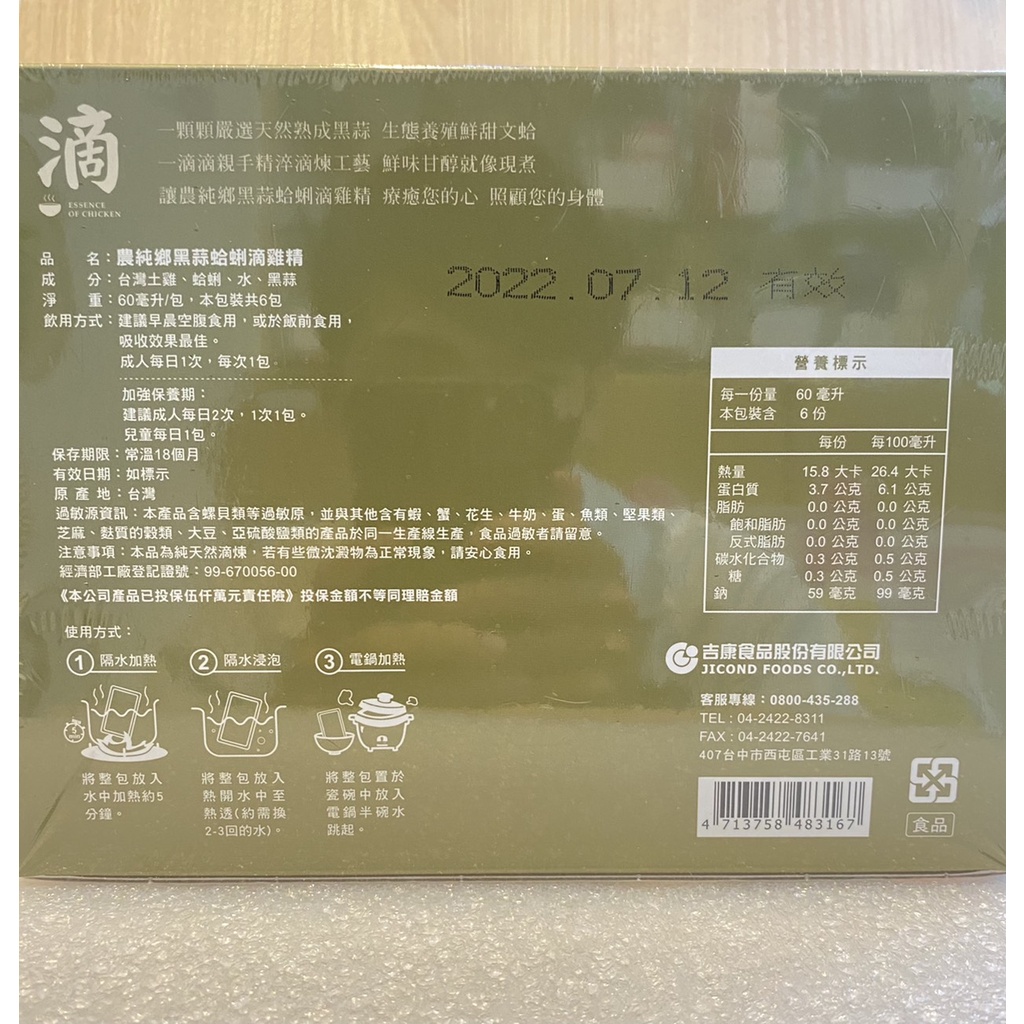 滴
ESSENCE
OF CHICKEN
一顆顆嚴選天然熟成黑蒜 生態養殖鮮甜文蛤
一滴滴親手精淬滴煉工藝 鮮味甘醇就像現煮
讓農純鄉黑蒜蛤蜊滴雞精 療癒您的心 照顧您的身體
品 名：農純鄉黑蒜蛤蜊滴雞精
成 分：台灣土雞、蛤蜊、水、黑蒜
淨 重：60毫升/包，本包裝共6包
飲用方式：建議早晨空腹食用，或於飯前食用，
吸收效果最佳。
成人每日1次，每次1包。
加強保養期：
建議成人每日2次，1次1包。
兒童每日1包。
保存期限：常溫18個月
有效日期：如標示
原 產 地：台灣
過敏源資訊：本產品含螺貝類等過敏原，並與其他含有蝦、蟹、花生、牛奶、蛋、魚類、堅果類、
芝麻、麩質的穀類、大豆、亞硫酸鹽類的產品於同一生產線生產，食品過敏者請留意。
注意事項：本品為純天然滴煉，若有些微沈澱物為正常現象，請安心食用。
經濟部工廠登記證號：99-670056-00
《本公司產品已投保伍仟萬元責任險》投保金額不等同理賠金額
2022.07.12 有效
營養標示
每一份量 60 毫升
本包裝含 6 份
每份 每100毫升
熱量 15.8 大卡 26.4 大卡
蛋白質 3.7 公克 6.1 公克
脂肪 0.0 公克 0.0 公克
飽和脂肪 0.0 公克 0.0 公克
反式脂肪 0.0 公克 0.0 公克
碳水化合物 0.3 公克 0.5 公克
糖 0.3 公克 0.5 公克
鈉 59 毫克 99 毫克
使用方式：
1 隔水加熱
5 min
將整包放入
水中加熱約5
分鐘。
2 隔水浸泡
將整包放入
熱開水中至
熱透(約需換
2-3回的水)。
3 電鍋加熱
將整包置於
瓷碗中放入
電鍋半碗水
跳起。
吉康食品股份有限公司
JICOND FOODS CO.,LTD.
客服專線：0800-435-288
TEL : 04-2422-8311
FAX : 04-2422-7641
407台中市西屯區工業31路13號
4 713758 483167
食品